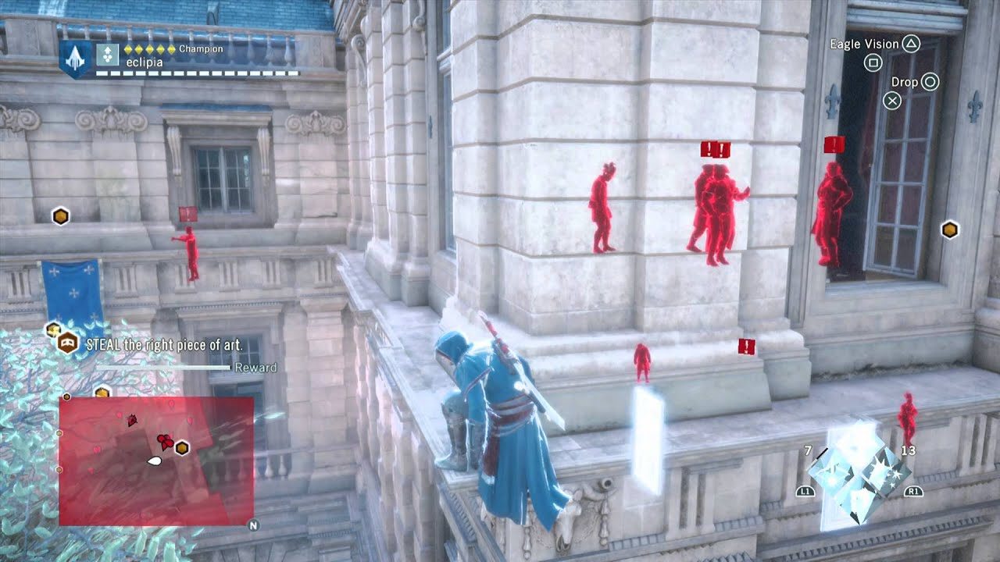 Champion
eclipia
Eagle Vision
Drop
STEAL the right piece of art.
Reward
N
7
13
L1
R1